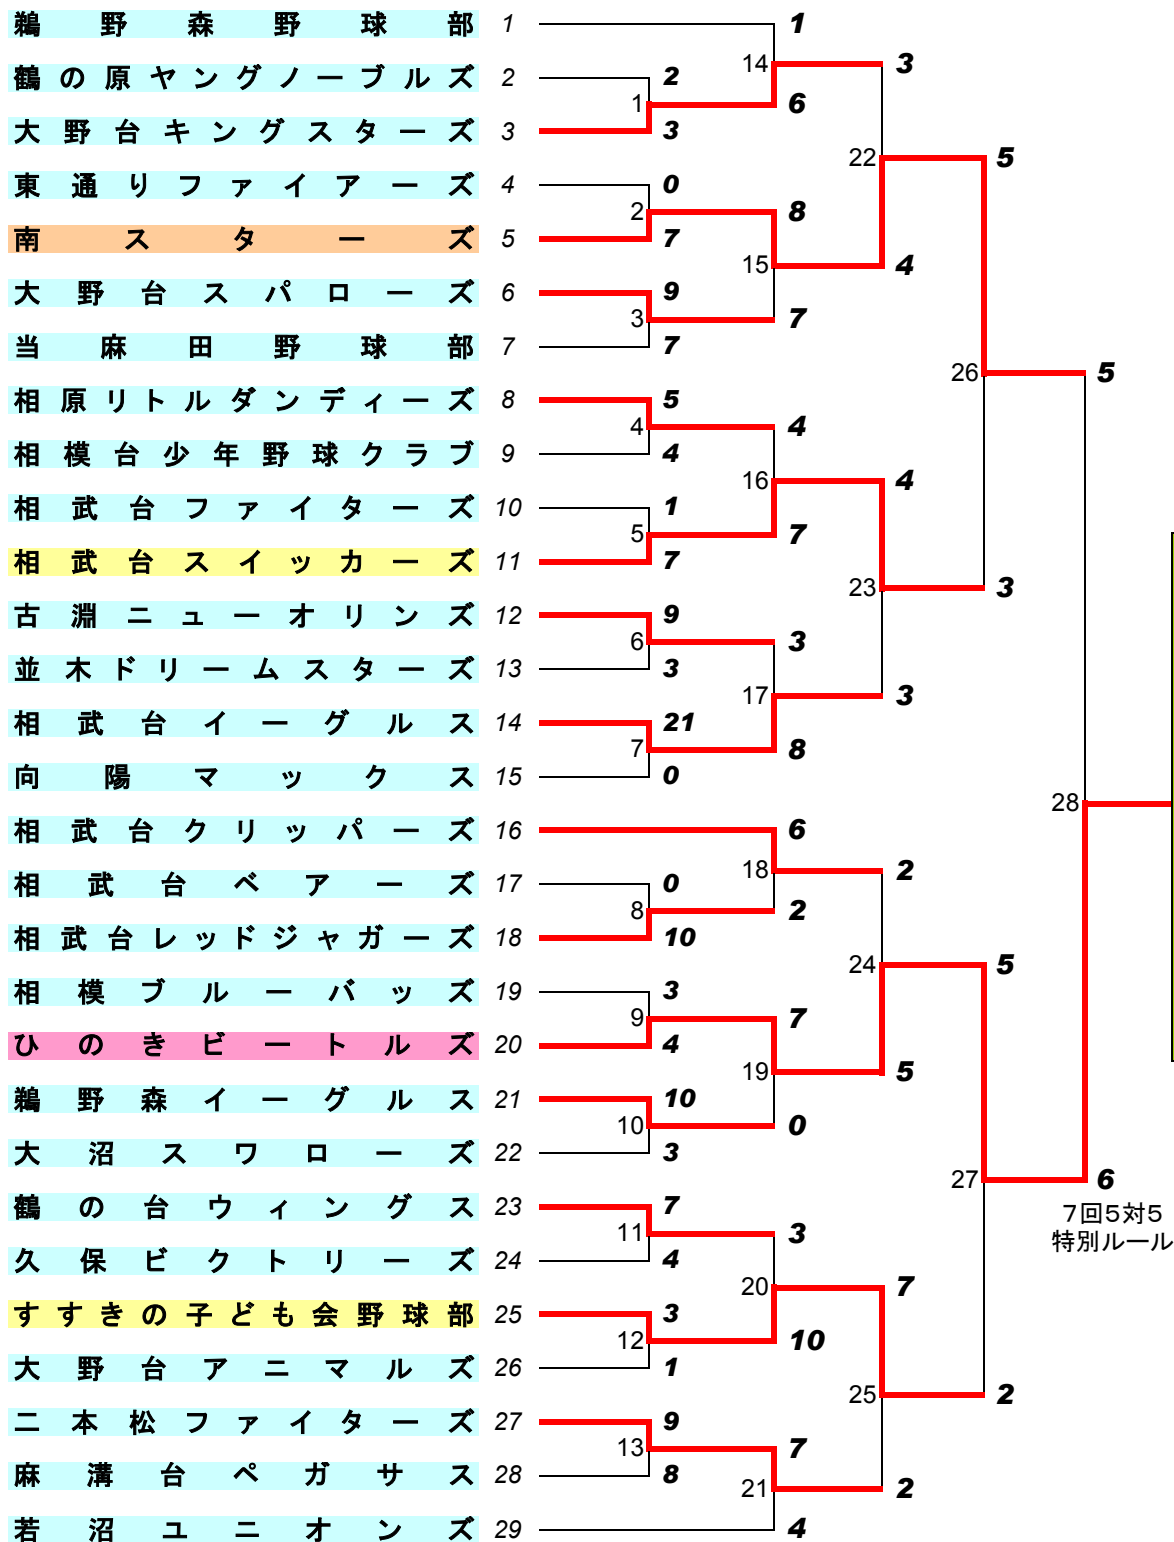 鵜野森野球部 1 1
14 3
鶴の原ヤングノーブルズ 2 2
1 6
大野台キングスターズ 3 3
22 5
東通りファイアーズ 4 0
2 8
南スターズ 5 7
15 4
大野台スパローズ 6 9
3 7
当麻田野球部 7 7
26 5
相原リトルダンディーズ 8 5
4 4
相模台少年野球クラブ 9 4
16 4
相武台ファイターズ 10 1
5 7
相武台スイッカーズ 11 7
23 3
古淵ニューオリンズ 12 9
6 3
並木ドリームスターズ 13 3
17 3
相武台イーグルス 14 21
7 8
向陽マックス 15 0
28
相武台クリッパーズ 16 6
18 2
相武台ベアーズ 17 0
8 2
相武台レッドジャガーズ 18 10
24 5
相模ブルーバッズ 19 3
9 7
ひのきビートルズ 20 4
19 5
鵜野森イーグルス 21 10
10 0
大沼スワローズ 22 3
27 6
鶴の台ウィングス 23 7
7回5対5
11 3
特別ルール
久保ビクトリーズ 24 4
20 7
すすきの子ども会野球部 25 3
12 10
大野台アニマルズ 26 1
25 2
二本松ファイターズ 27 9
13 7
麻溝台ペガサス 28 8
21 2
若沼ユニオンズ 29 4